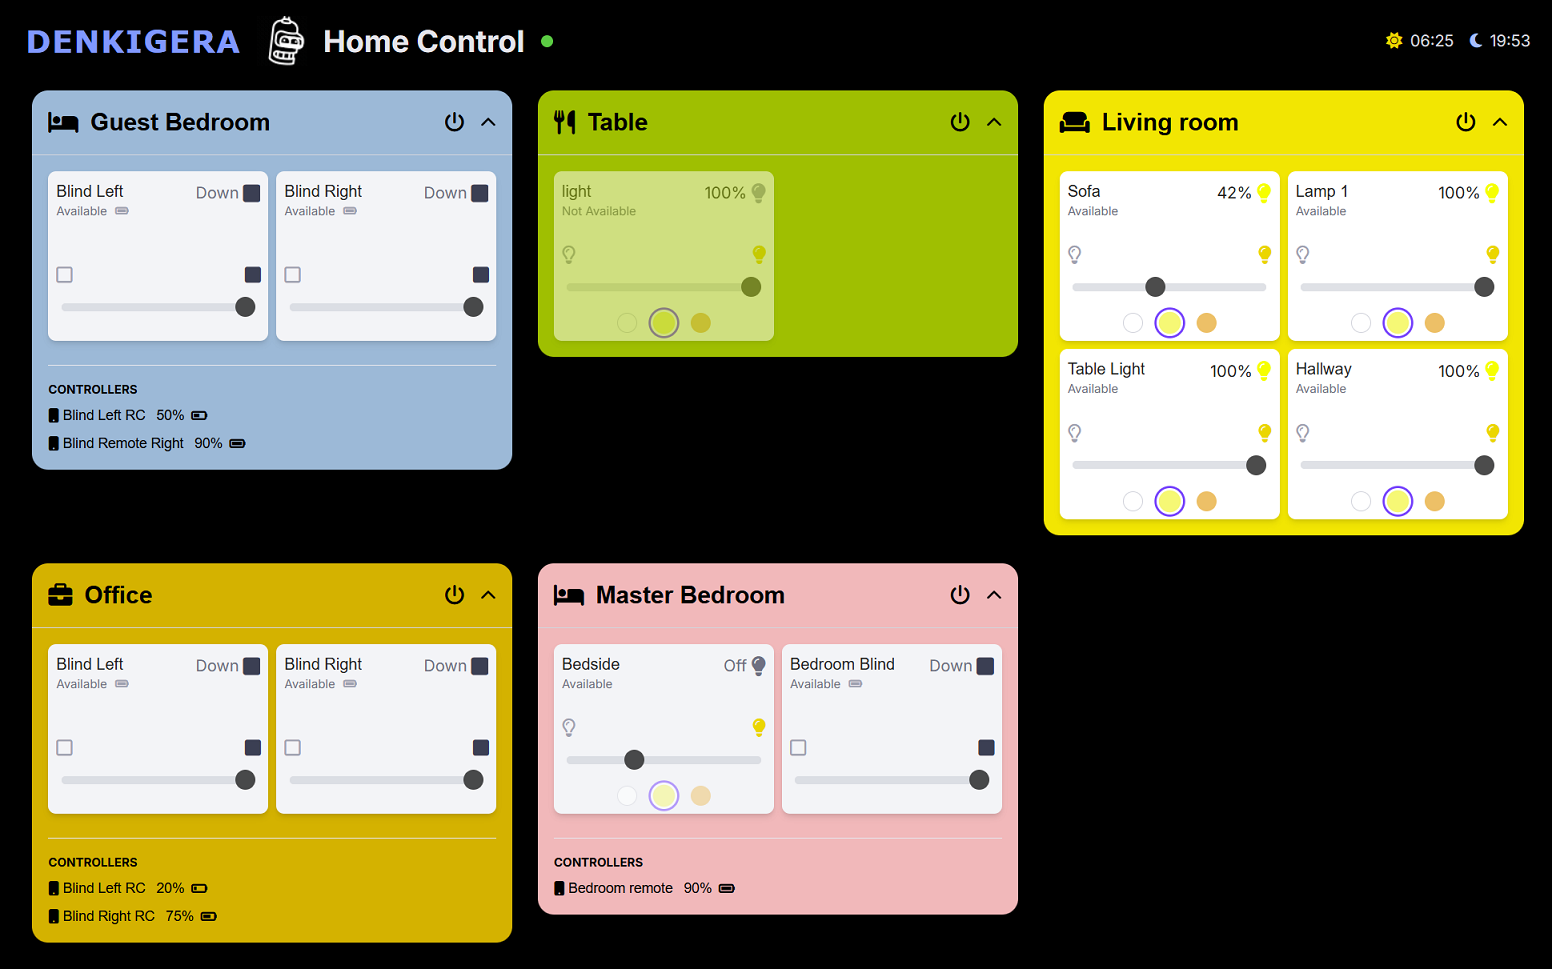 DENKIGERA Home Control 06:25 19:53
Guest Bedroom
Blind Left Down
Available
Blind Right Down
Available
CONTROLLERS
Blind Left RC 50%
Blind Remote Right 90%
Table
light 100%
Not Available
Living room
Sofa 42%
Available
Lamp 1 100%
Available
Table Light 100%
Available
Hallway 100%
Available
Office
Blind Left Down
Available
Blind Right Down
Available
CONTROLLERS
Blind Left RC 20%
Blind Right RC 75%
Master Bedroom
Bedside Off
Available
Bedroom Blind Down
Available
CONTROLLERS
Bedroom remote 90%